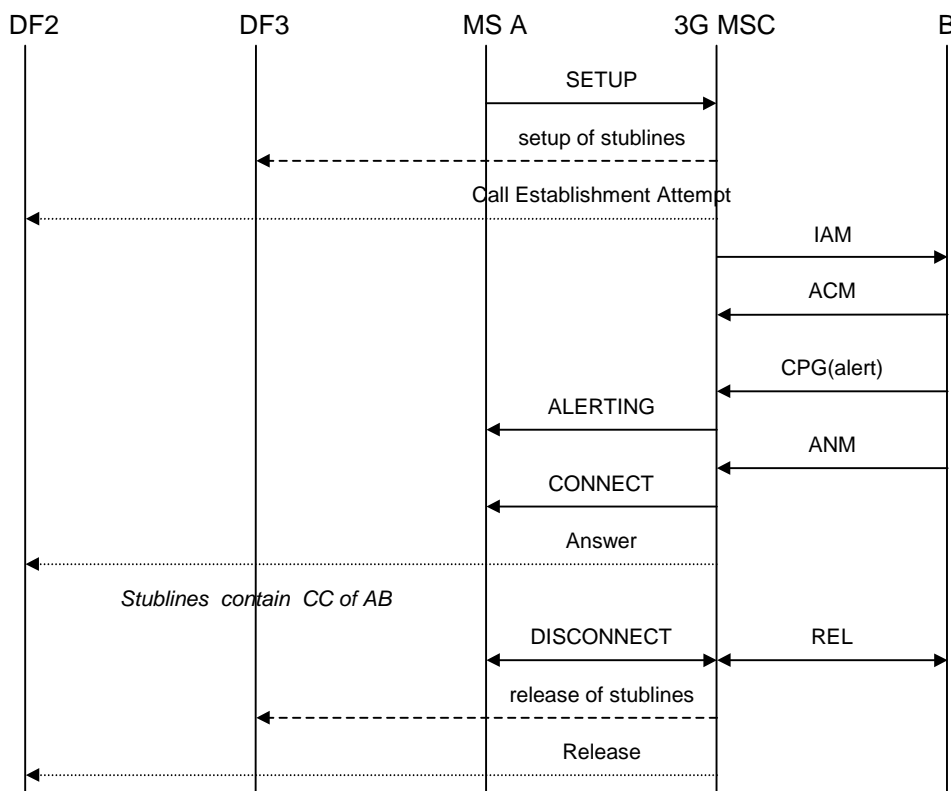 DF2 DF3 MS A 3G MSC B
SETUP
setup of stublines
Call Establishment Attempt
IAM
ACM
CPG(alert)
ALERTING
ANM
CONNECT
Answer
Stublines contain CC of AB
DISCONNECT REL
release of stublines
Release